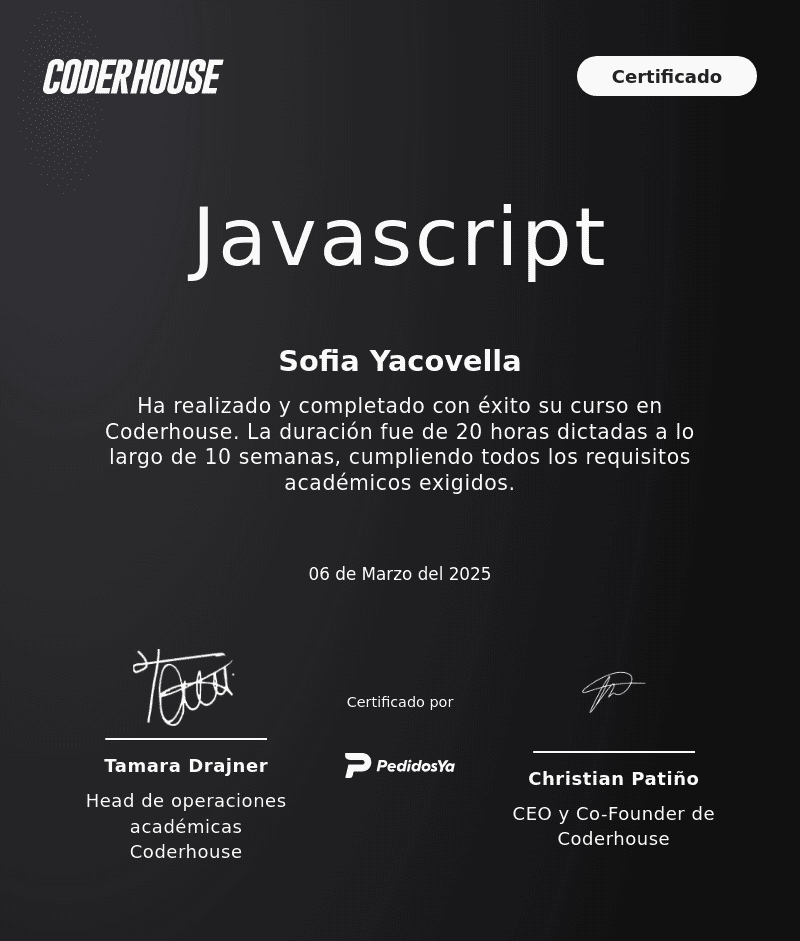 CODERHOUSE
Certificado
Javascript
Sofia Yacovella
Ha realizado y completado con éxito su curso en
Coderhouse. La duración fue de 20 horas dictadas a lo
largo de 10 semanas, cumpliendo todos los requisitos
académicos exigidos.
06 de Marzo del 2025
Certificado por
PedidosYa
Tamara Drajner
Head de operaciones
académicas
Coderhouse
Christian Patiño
CEO y Co-Founder de
Coderhouse